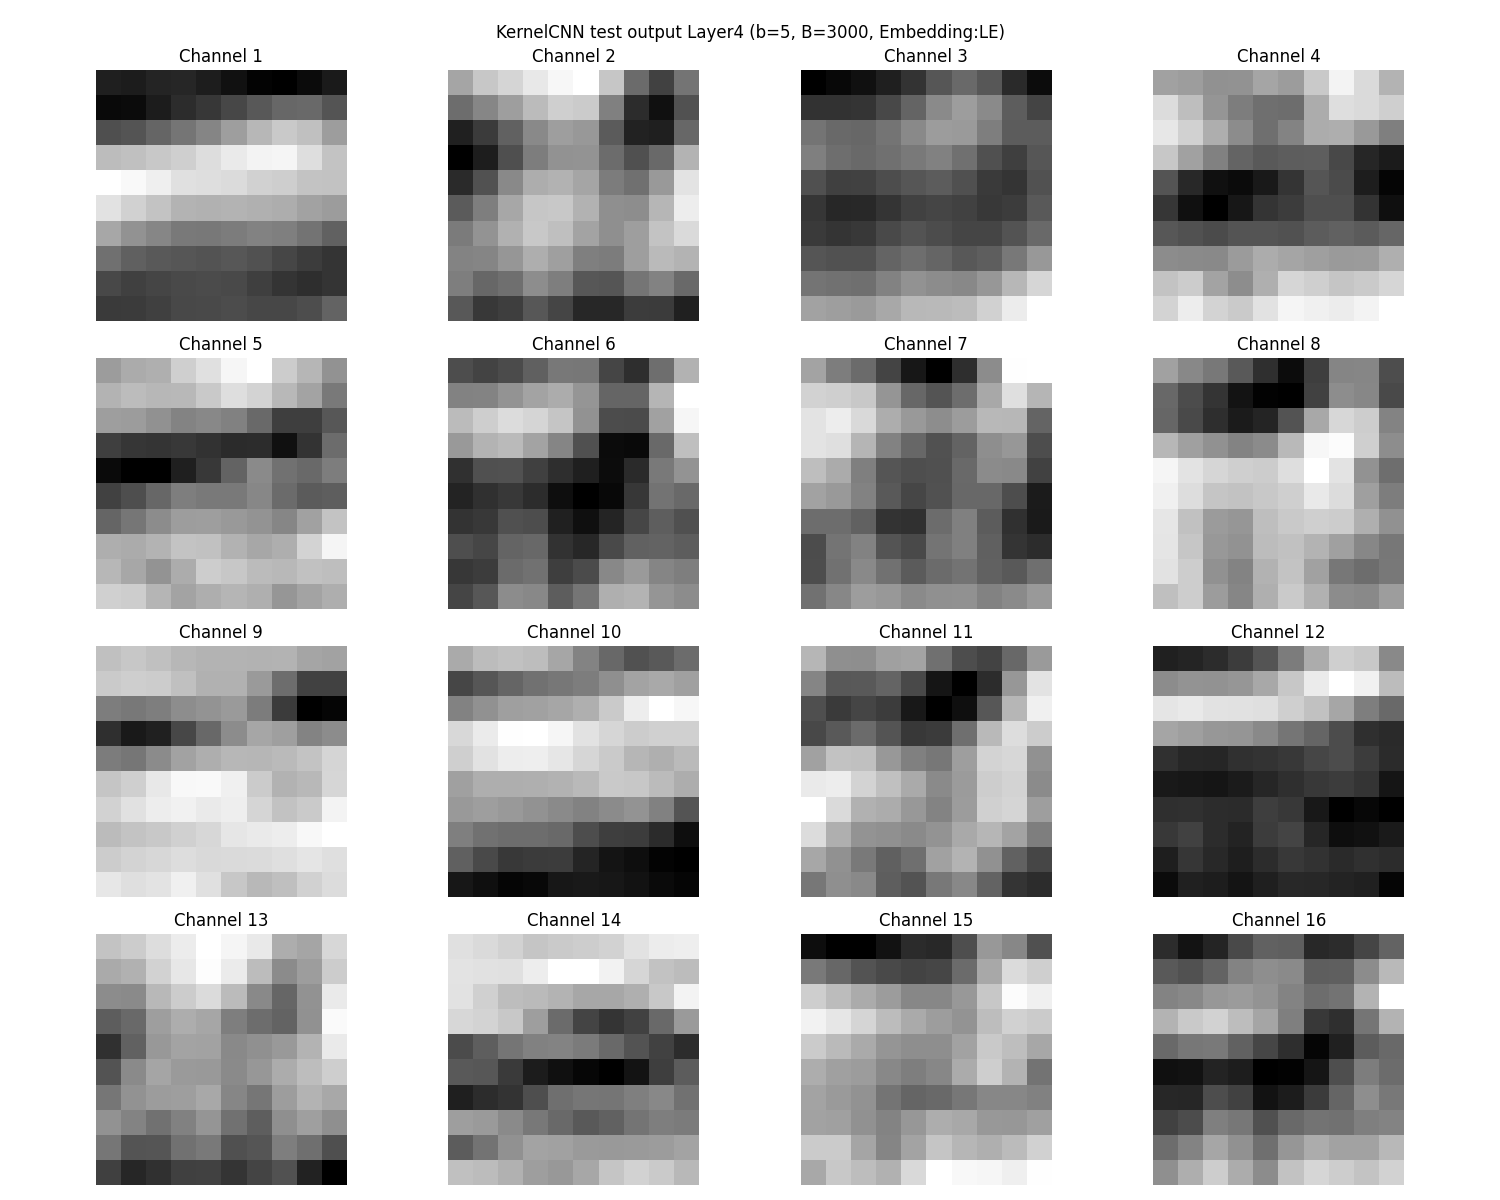 KernelCNN test output Layer4 (b=5, B=3000, Embedding:LE)
Channel 1
Channel 2
Channel 3
Channel 4
Channel 5
Channel 6
Channel 7
Channel 8
Channel 9
Channel 10
Channel 11
Channel 12
Channel 13
Channel 14
Channel 15
Channel 16